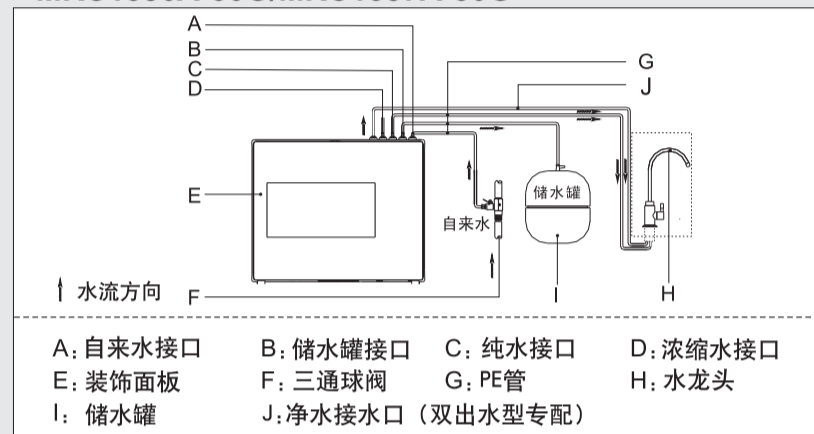 A
B
C
D
G
J
E
储水罐
自来水
水流方向
F
I
H
A：自来水接口 B：储水罐接口 C：纯水接口 D：浓缩水接口
E：装饰面板 F：三通球阀 G：PE管 H：水龙头
I：储水罐 J：净水接水口（双出水型专配）